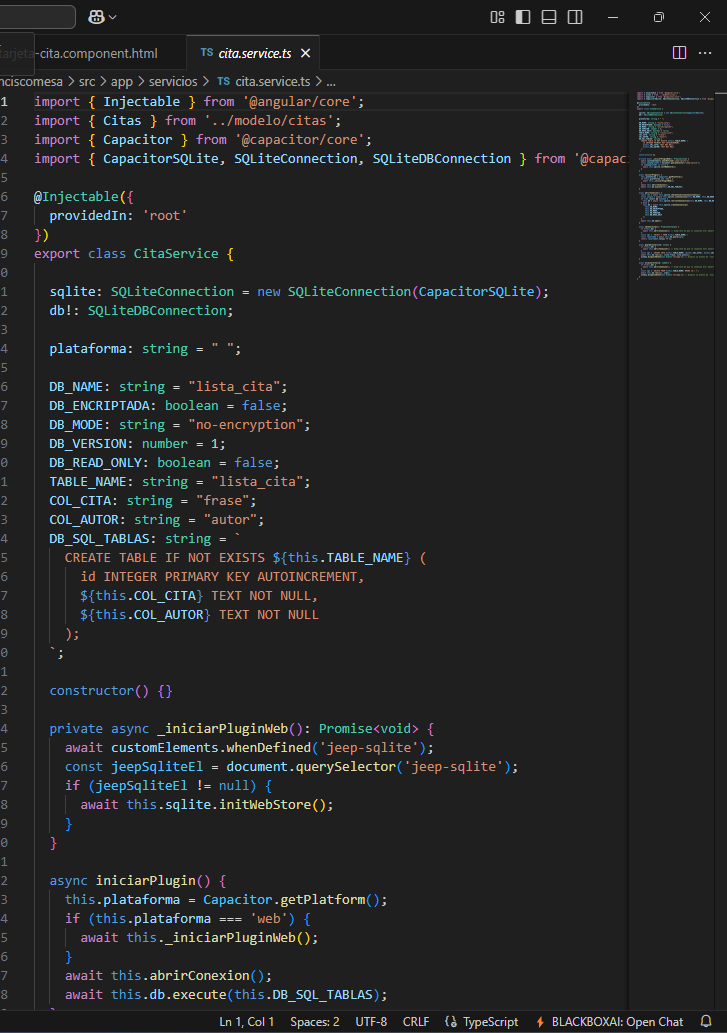 arjeta-cita.component.html
TS cita.service.ts
nciscomesa > src > app > servicios > TS cita.service.ts > ...
1 import { Injectable } from '@angular/core';
2 import { Citas } from '../modelo/citas';
3 import { Capacitor } from '@capacitor/core';
4 import { CapacitorSQLite, SQLiteConnection, SQLiteDBConnection } from '@capac
5
6 @Injectable({
7 providedIn: 'root'
8 })
9 export class CitaService {
0
1 sqlite: SQLiteConnection = new SQLiteConnection(CapacitorSQLite);
2 db!: SQLiteDBConnection;
3
4 plataforma: string = " ";
5
6 DB_NAME: string = "lista_cita";
7 DB_ENCRIPTADA: boolean = false;
8 DB_MODE: string = "no-encryption";
9 DB_VERSION: number = 1;
0 DB_READ_ONLY: boolean = false;
1 TABLE_NAME: string = "lista_cita";
2 COL_CITA: string = "frase";
3 COL_AUTOR: string = "autor";
4 DB_SQL_TABLAS: string = `
5 CREATE TABLE IF NOT EXISTS ${this.TABLE_NAME} (
6 id INTEGER PRIMARY KEY AUTOINCREMENT,
7 ${this.COL_CITA} TEXT NOT NULL,
8 ${this.COL_AUTOR} TEXT NOT NULL
9 );
0 `;
1
2 constructor() {}
3
4 private async _iniciarPluginWeb(): Promise<void> {
5 await customElements.whenDefined('jeep-sqlite');
6 const jeepSqliteEl = document.querySelector('jeep-sqlite');
7 if (jeepSqliteEl != null) {
8 await this.sqlite.initWebStore();
9 }
0 }
1
2 async iniciarPlugin() {
3 this.plataforma = Capacitor.getPlatform();
4 if (this.plataforma === 'web') {
5 await this._iniciarPluginWeb();
6 }
7 await this.abrirConexion();
8 await this.db.execute(this.DB_SQL_TABLAS);
Ln 1, Col 1 Spaces: 2 UTF-8 CRLF {} TypeScript BLACKBOXAI: Open Chat